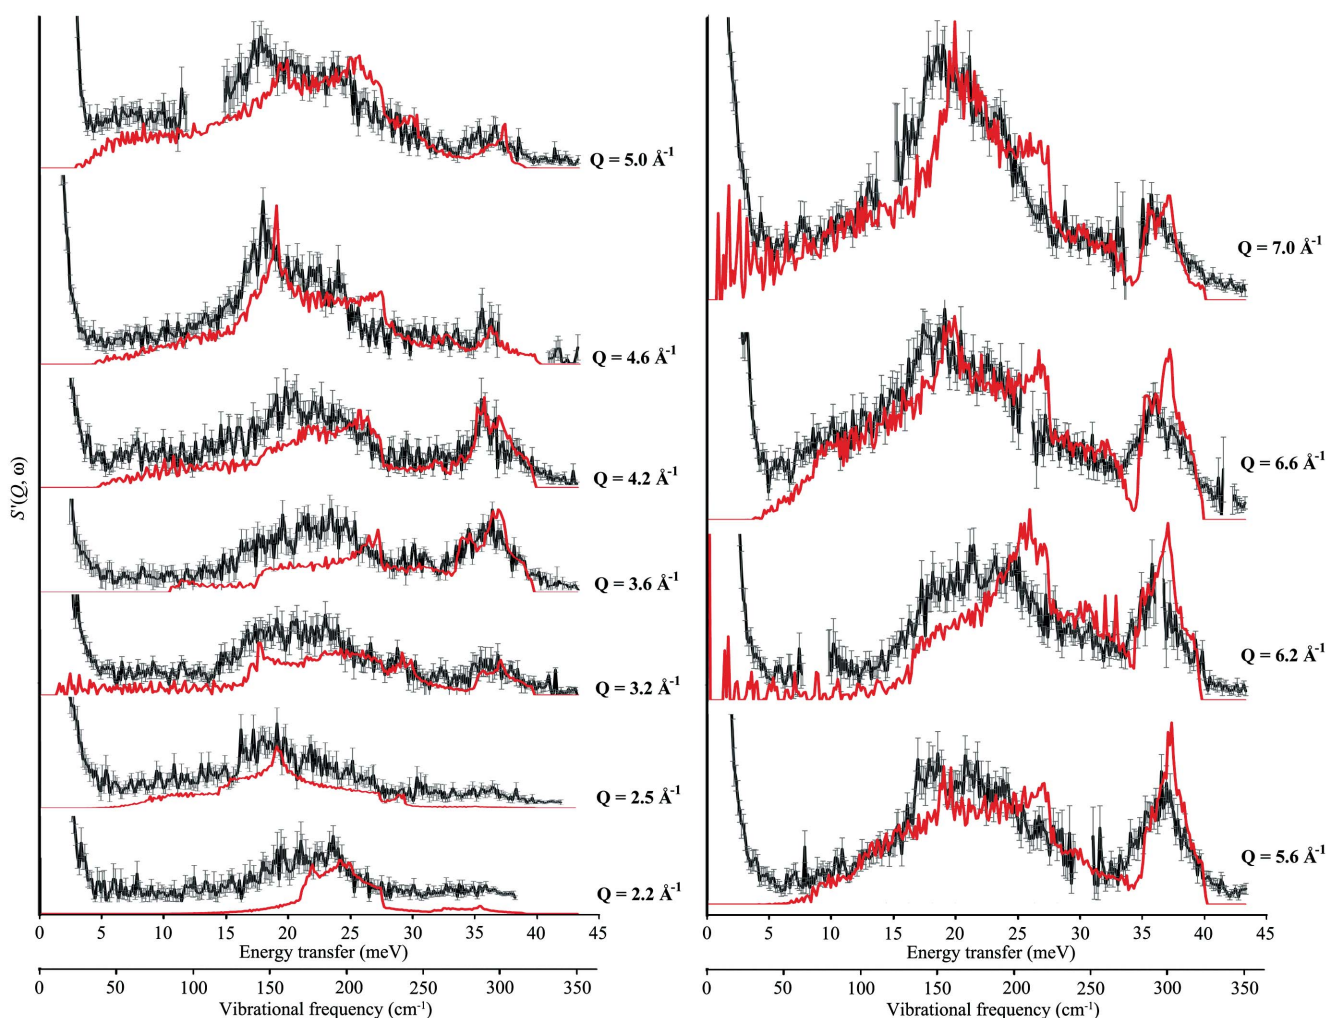 S'(Q, ω)
Q = 5.0 Å-1
Q = 4.6 Å-1
Q = 4.2 Å-1
Q = 3.6 Å-1
Q = 3.2 Å-1
Q = 2.5 Å-1
Q = 2.2 Å-1
0 5 10 15 20 25 30 35 40 45
Energy transfer (meV)
0 50 100 150 200 250 300 350
Vibrational frequency (cm-1)
Q = 7.0 Å-1
Q = 6.6 Å-1
Q = 6.2 Å-1
Q = 5.6 Å-1
0 5 10 15 20 25 30 35 40 45
Energy transfer (meV)
0 50 100 150 200 250 300 350
Vibrational frequency (cm-1)